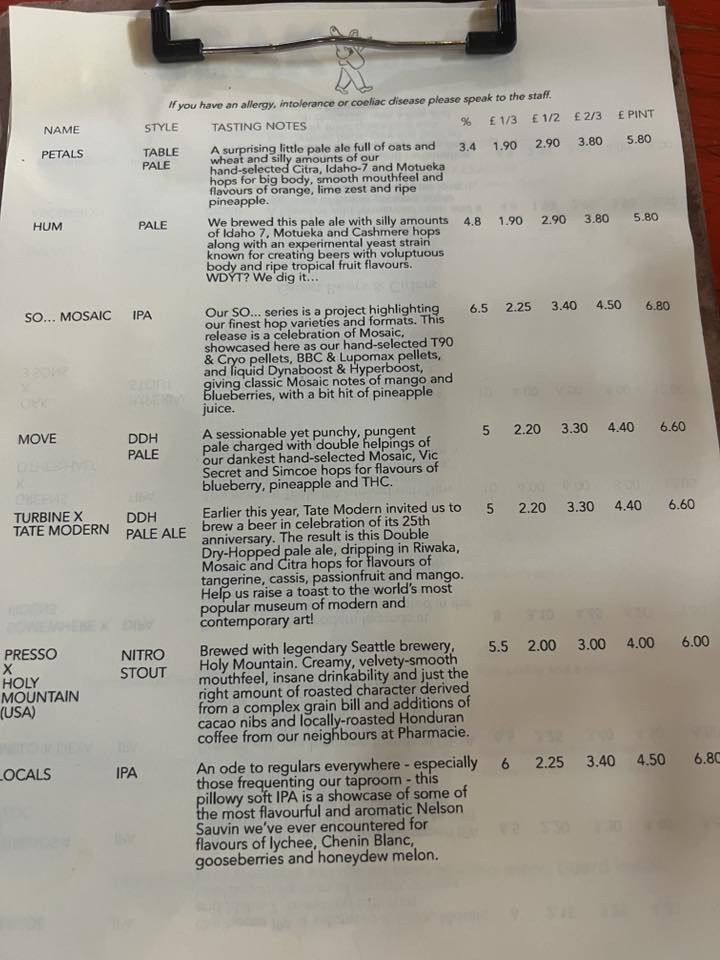 If you have an allergy, intolerance or coeliac disease please speak to the staff.
NAME STYLE TASTING NOTES % £ 1/3 £ 1/2 £ 2/3 £ PINT
PETALS TABLE PALE A surprising little pale ale full of oats and 3.4 1.90 2.90 3.80 5.80
wheat and silly amounts of our
hand-selected Citra, Idaho-7 and Motueka
hops for big body, smooth mouthfeel and
flavours of orange, lime zest and ripe
pineapple.
HUM PALE We brewed this pale ale with silly amounts 4.8 1.90 2.90 3.80 5.80
of Idaho 7, Motueka and Cashmere hops
along with an experimental yeast strain
known for creating beers with voluptuous
body and ripe tropical fruit flavours.
WDYT? We dig it...
SO... MOSAIC IPA Our SO... series is a project highlighting 6.5 2.25 3.40 4.50 6.80
our finest hop varieties and formats. This
release is a celebration of Mosaic,
showcased here as our hand-selected T90
& Cryo pellets, BBC & Lupomax pellets,
and liquid Dynaboost & Hyperboost,
giving classic Mosaic notes of mango and
blueberries, with a bit hit of pineapple
juice.
MOVE DDH A sessionable yet punchy, pungent 5 2.20 3.30 4.40 6.60
PALE pale charged with double helpings of
our dankest hand-selected Mosaic, Vic
Secret and Simcoe hops for flavours of
blueberry, pineapple and THC.
TURBINE X DDH Earlier this year, Tate Modern invited us to 5 2.20 3.30 4.40 6.60
TATE MODERN PALE ALE brew a beer in celebration of its 25th
anniversary. The result is this Double
Dry-Hopped pale ale, dripping in Riwaka,
Mosaic and Citra hops for flavours of
tangerine, cassis, passionfruit and mango.
Help us raise a toast to the world's most
popular museum of modern and
contemporary art!
PRESSO NITRO Brewed with legendary Seattle brewery, 5.5 2.00 3.00 4.00 6.00
X STOUT Holy Mountain. Creamy, velvety-smooth
HOLY mouthfeel, insane drinkability and just the
MOUNTAIN right amount of roasted character derived
(USA) from a complex grain bill and additions of
cacao nibs and locally-roasted Honduran
coffee from our neighbours at Pharmacie.
LOCALS IPA An ode to regulars everywhere - especially 6 2.25 3.40 4.50 6.80
those frequenting our taproom - this
pillowy soft IPA is a showcase of some of
the most flavourful and aromatic Nelson
Sauvin we've ever encountered for
flavours of lychee, Chenin Blanc,
gooseberries and honeydew melon.